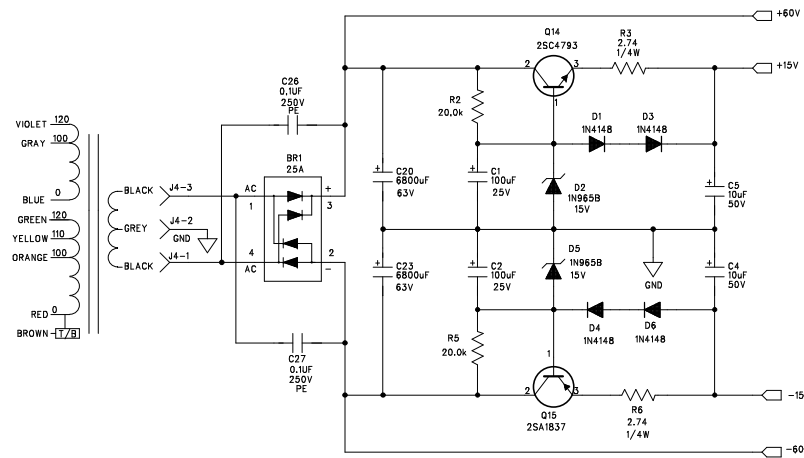 +60V
Q14
2SC4793
R3
2.74
1/4W
2
3
+15V
1
C26
0.1UF
250V
PE
R2
20.0k
D1
1N4148
D3
1N4148
VIOLET 120
GRAY 100
BLUE 0
GREEN 120
YELLOW 110
ORANGE 100
RED 0
BROWN T/B
BLACK J4-3
GREY J4-2
GND
BLACK J4-1
BR1
25A
AC
1
+
3
4
AC
2
-
C20
6800uF
63V
C1
100uF
25V
D2
1N965B
15V
C5
10uF
50V
C23
6800uF
63V
C2
100uF
25V
D5
1N965B
15V
GND
C4
10uF
50V
D4
1N4148
D6
1N4148
R5
20.0k
C27
0.1UF
250V
PE
1
2
3
Q15
2SA1837
R6
2.74
1/4W
-15
-60
+
+
+
+
+
+